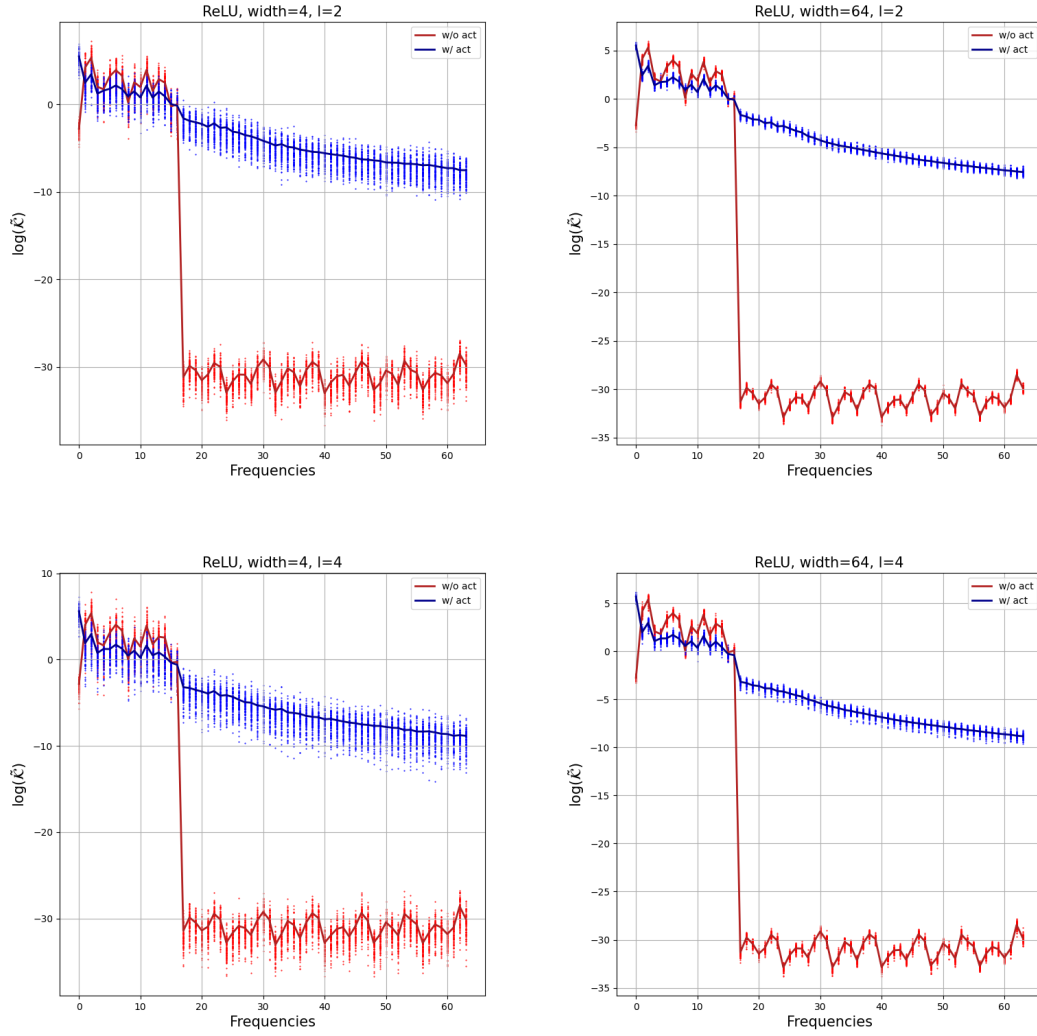 ReLU, width=4, l=2
w/o act
w/ act
0
−10
−20
−30
log(𝒦̃)
0 10 20 30 40 50 60
Frequencies
ReLU, width=64, l=2
w/o act
w/ act
5
0
−5
−10
−15
−20
−25
−30
−35
log(𝒦̃)
0 10 20 30 40 50 60
Frequencies
ReLU, width=4, l=4
w/o act
w/ act
10
0
−10
−20
−30
log(𝒦̃)
0 10 20 30 40 50 60
Frequencies
ReLU, width=64, l=4
w/o act
w/ act
5
0
−5
−10
−15
−20
−25
−30
−35
log(𝒦̃)
0 10 20 30 40 50 60
Frequencies